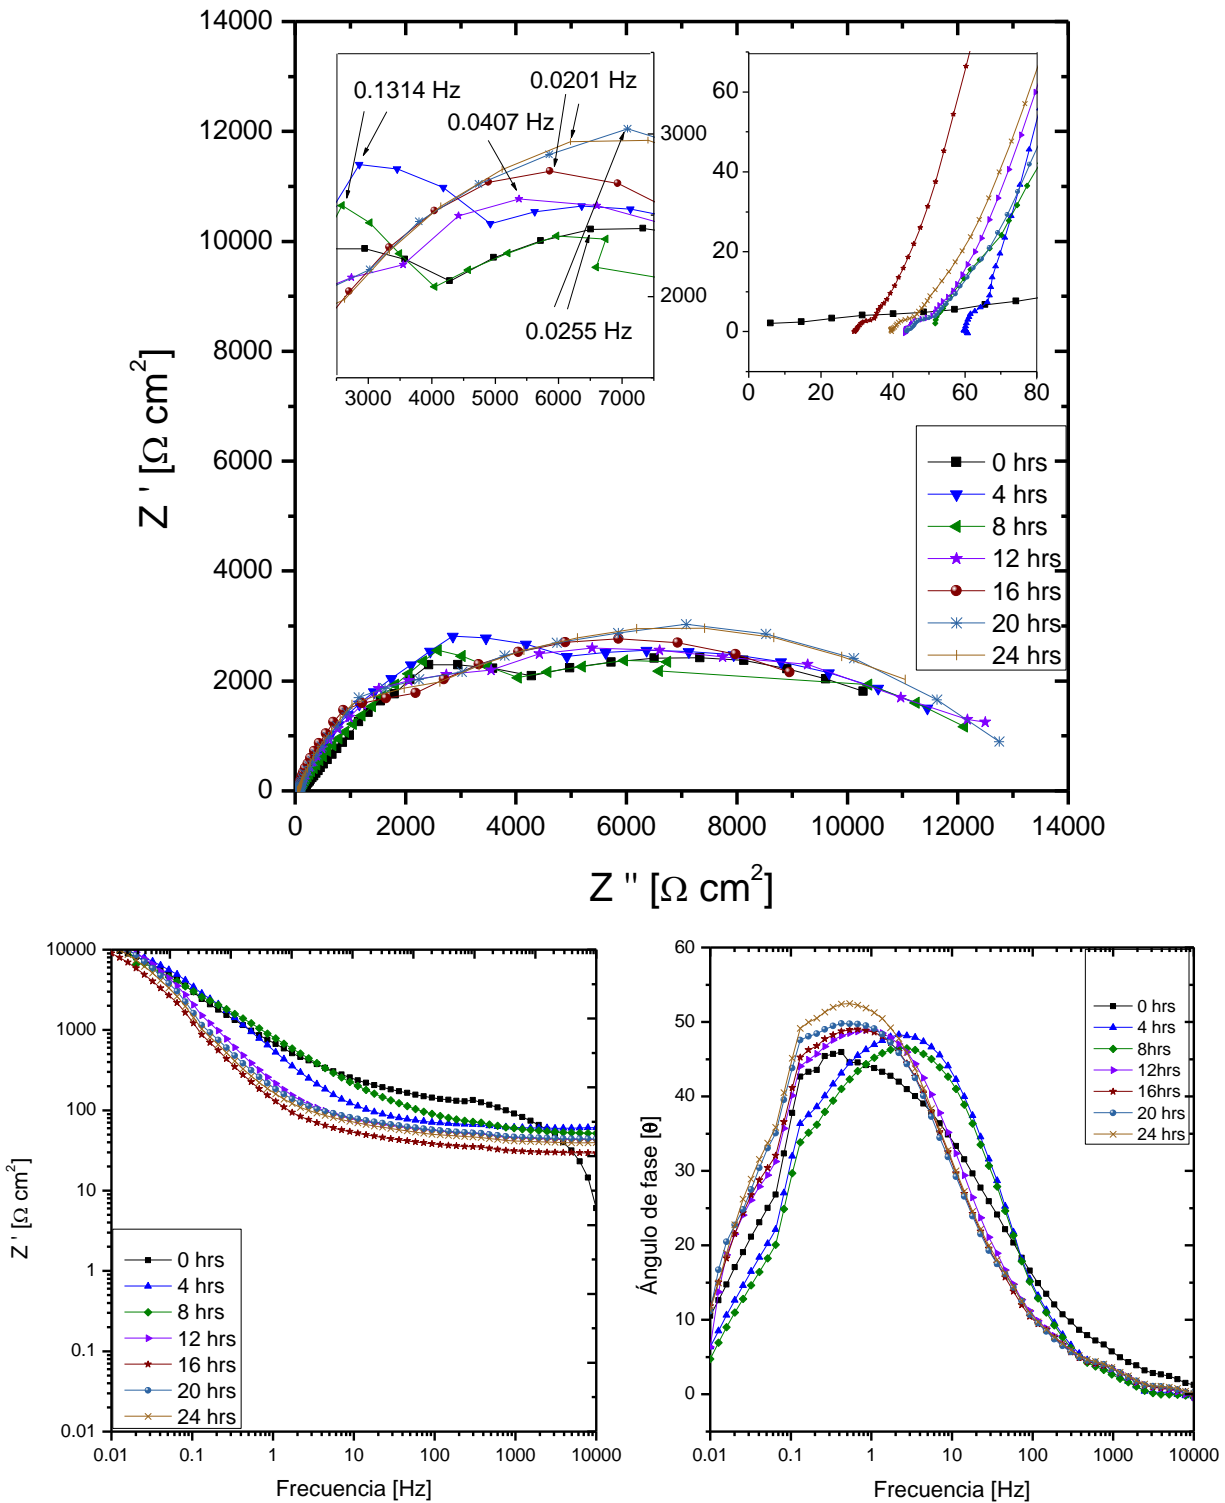 14000
12000
10000
8000
6000
4000
2000
0
Z ' [Ω cm²]
0 2000 4000 6000 8000 10000 12000 14000
Z '' [Ω cm²]
0.1314 Hz
0.0201 Hz
0.0407 Hz
0.0255 Hz
3000
2000
3000 4000 5000 6000 7000
60
40
20
0
0 20 40 60 80
0 hrs
4 hrs
8 hrs
12 hrs
16 hrs
20 hrs
24 hrs
10000
1000
100
10
1
0.1
0.01
Z ' [Ω cm²]
0 hrs
4 hrs
8 hrs
12 hrs
16 hrs
20 hrs
24 hrs
0.01 0.1 1 10 100 1000 10000
Frecuencia [Hz]
60
50
40
30
20
10
0
Ángulo de fase [θ]
0 hrs
4 hrs
8hrs
12hrs
16hrs
20 hrs
24 hrs
0.01 0.1 1 10 100 1000 10000
Frecuencia [Hz]